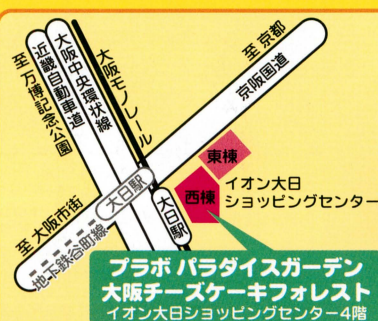 至 万博記念公園
近畿自動車道
大阪中央環状線
大阪モノレール
至 京都
京阪国道
東棟
西棟
イオン大日
ショッピングセンター
大日駅
大日駅
至 大阪市街
地下鉄谷町線
プラボ パラダイスガーデン
大阪チーズケーキフォレスト
イオン大日ショッピングセンター4階